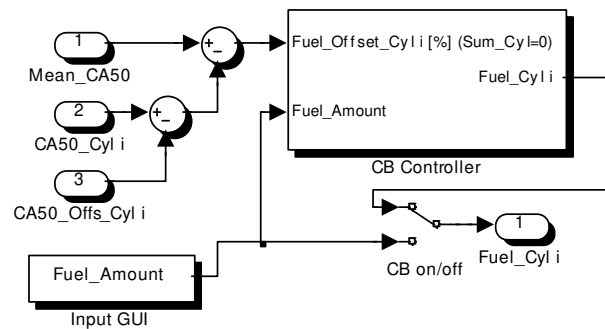 1
Mean_CA50
2
CA50_Cyl i
3
CA50_Offs_Cyl i
Fuel_Offset_Cyl i [%] (Sum_Cyl=0)
Fuel_Cyl i
Fuel_Amount
CB Controller
1
Fuel_Cyl i
CB on/off
Fuel_Amount
Input GUI